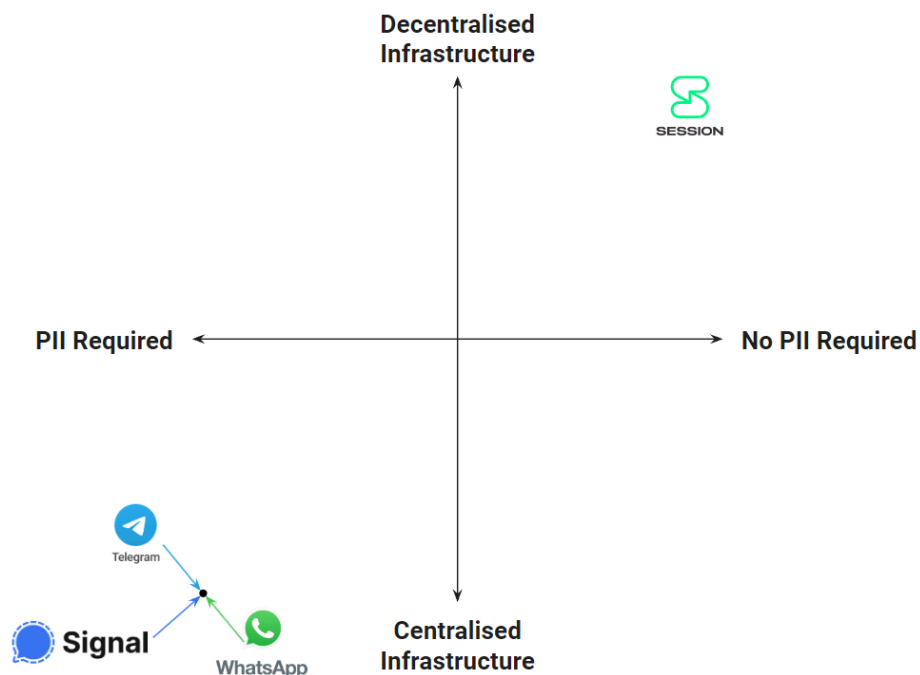 Decentralised
Infrastructure
SESSION
PII Required
No PII Required
Telegram
Signal
WhatsApp
Centralised
Infrastructure